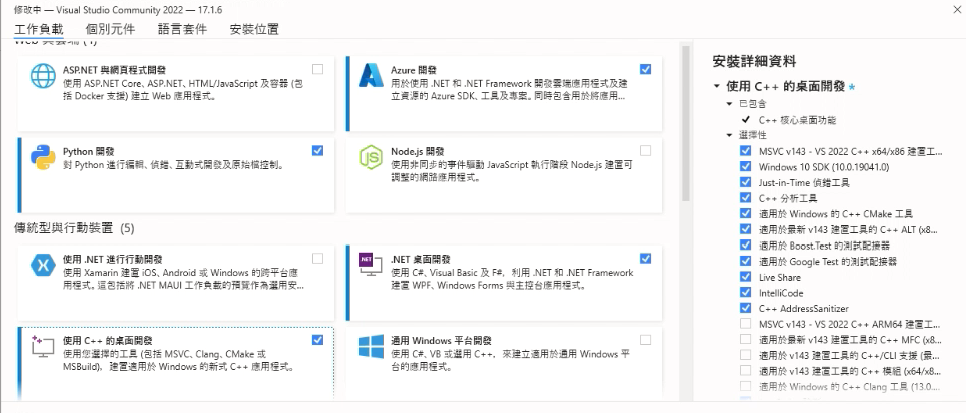 修改中 — Visual Studio Community 2022 — 17.1.6
工作負載 個別元件 語言套件 安裝位置
Web 與雲端 (4)
ASP.NET 與網頁程式開發
使用 ASP.NET Core、ASP.NET、HTML/JavaScript 及容器 (包
括 Docker 支援) 建立 Web 應用程式。
Azure 開發
用於使用 .NET 和 .NET Framework 開發雲端應用程式及建
立資源的 Azure SDK、工具及專案。同時包含用於將應用...
Python 開發
對 Python 進行編輯、偵錯、互動式開發及原始檔控制。
Node.js 開發
使用非同步的事件驅動 JavaScript 執行階段 Node.js 建置可
調整的網路應用程式。
傳統型與行動裝置 (5)
使用 .NET 進行行動開發
使用 Xamarin 建置 iOS、Android 或 Windows 的跨平台應
用程式。這包括將 .NET MAUI 工作負載的預覽作為選用安...
.NET
.NET 桌面開發
使用 C#、Visual Basic 及 F#，利用 .NET 和 .NET Framework
建置 WPF、Windows Forms 與主控台應用程式。
使用 C++ 的桌面開發
使用您選擇的工具 (包括 MSVC、Clang、CMake 或
MSBuild)，建置適用於 Windows 的新式 C++ 應用程式。
通用 Windows 平台開發
使用 C#、VB 或選用 C++，來建立適用於通用 Windows 平
台的應用程式。
安裝詳細資料
使用 C++ 的桌面開發 *
已包含
C++ 核心桌面功能
選擇性
MSVC v143 - VS 2022 C++ x64/x86 建置工...
Windows 10 SDK (10.0.19041.0)
Just-in-Time 偵錯工具
C++ 分析工具
適用於 Windows 的 C++ CMake 工具
適用於最新 v143 建置工具的 C++ ALT (x8...
適用於 Boost.Test 的測試配接器
適用於 Google Test 的測試配接器
Live Share
IntelliCode
C++ AddressSanitizer
MSVC v143 - VS 2022 C++ ARM64 建置工...
適用於最新 v143 建置工具的 C++ MFC (x8...
適用於 v143 建置工具的 C++/CLI 支援 (最...
適用於 v143 建置工具的 C++ 模組 (x64/x8...
適用於 Windows 的 C++ Clang 工具 (13.0....